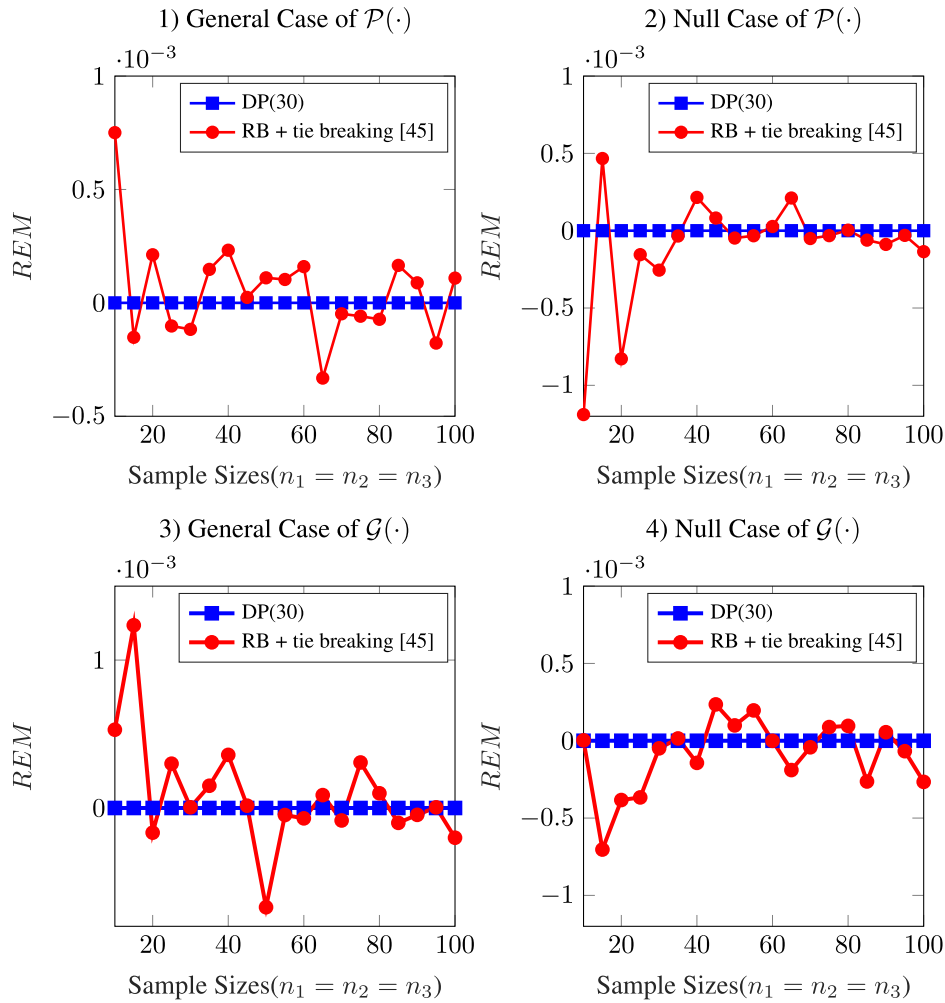 1) General Case of 𝒫(·)
·10⁻³
1
0.5
0
−0.5
REM
DP(30)
RB + tie breaking [45]
20 40 60 80 100
Sample Sizes(n₁ = n₂ = n₃)
2) Null Case of 𝒫(·)
·10⁻³
1
0.5
0
−0.5
−1
REM
DP(30)
RB + tie breaking [45]
20 40 60 80 100
Sample Sizes(n₁ = n₂ = n₃)
3) General Case of 𝒢(·)
·10⁻³
1
0
REM
DP(30)
RB + tie breaking [45]
20 40 60 80 100
Sample Sizes(n₁ = n₂ = n₃)
4) Null Case of 𝒢(·)
·10⁻³
1
0.5
0
−0.5
−1
REM
DP(30)
RB + tie breaking [45]
20 40 60 80 100
Sample Sizes(n₁ = n₂ = n₃)